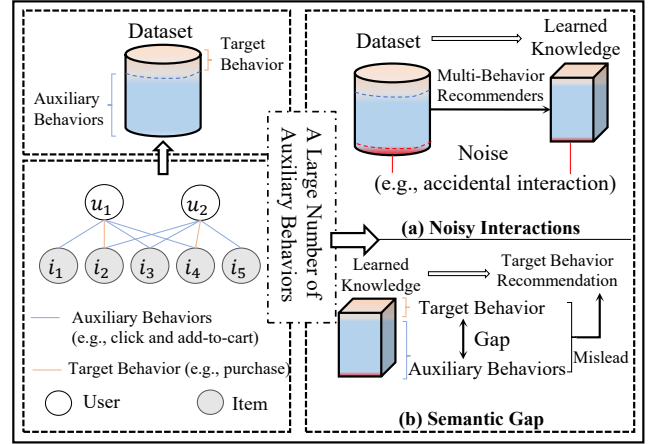 Dataset
Target
Behavior
Auxiliary
Behaviors
u1
u2
i1
i2
i3
i4
i5
Auxiliary Behaviors
(e.g., click and add-to-cart)
Target Behavior (e.g., purchase)
User
Item
A Large Number of
Auxiliary Behaviors
Dataset
Learned
Knowledge
Multi-Behavior
Recommenders
Noise
(e.g., accidental interaction)
(a) Noisy Interactions
Learned
Knowledge
Target Behavior
Recommendation
Target Behavior
Gap
Auxiliary Behaviors
Mislead
(b) Semantic Gap